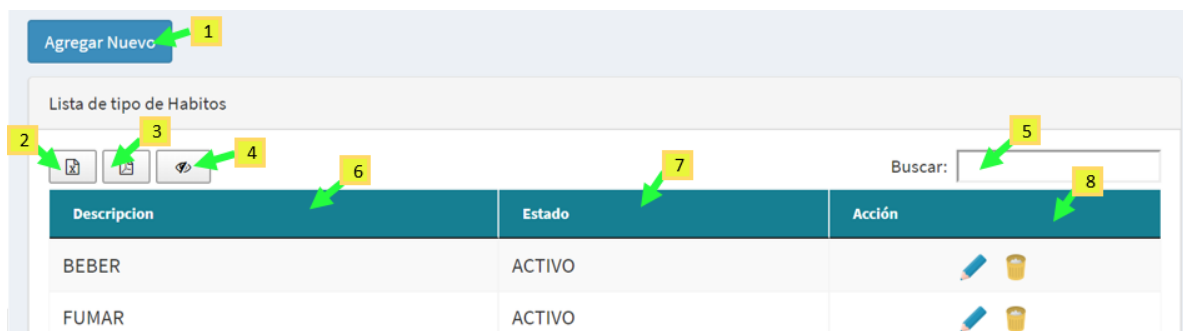 Agregar Nuevo 1
Lista de tipo de Habitos
2 3 4 5
Buscar:
6 7 8
Descripcion Estado Acción
BEBER ACTIVO
FUMAR ACTIVO